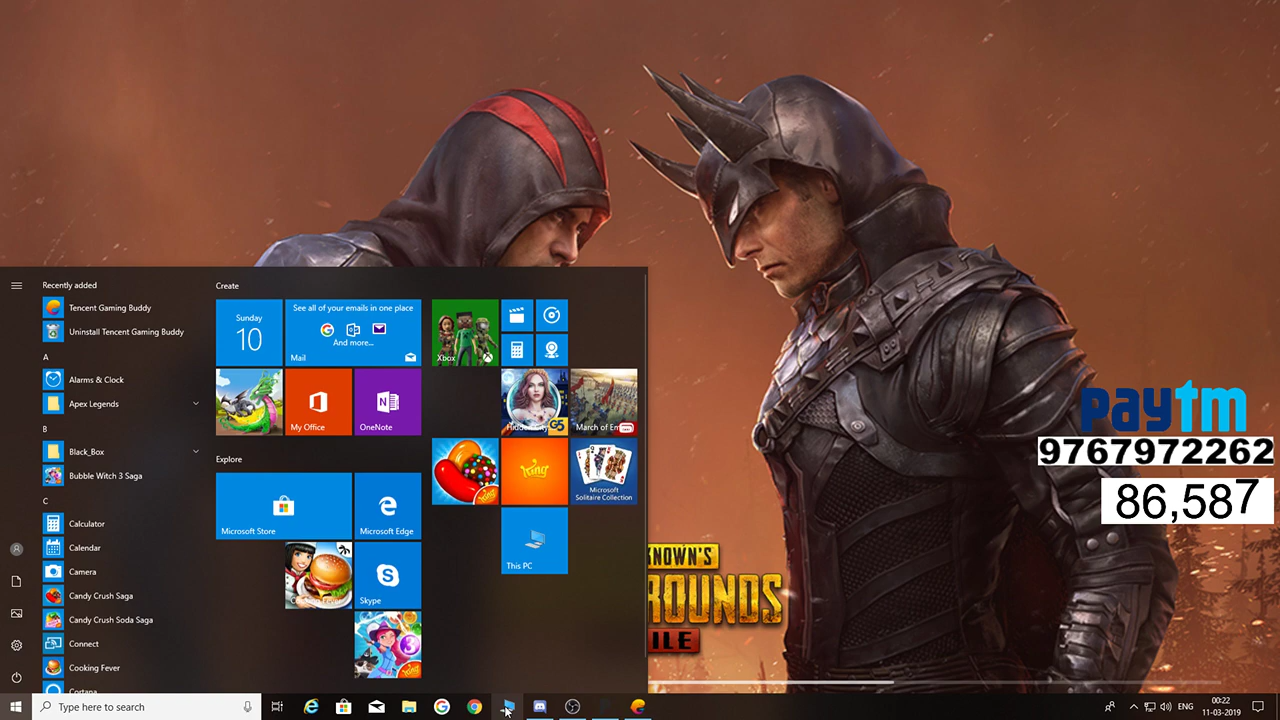 Recently added
Tencent Gaming Buddy
Uninstall Tencent Gaming Buddy
A
Alarms & Clock
Apex Legends
B
Black_Box
Bubble Witch 3 Saga
C
Calculator
Calendar
Camera
Candy Crush Saga
Candy Crush Soda Saga
Connect
Cooking Fever
Cortana
Create
Sunday
10
See all of your emails in one place
And more...
Mail
Xbox
My Office
OneNote
G5
March of Em
King
King
Microsoft
Solitaire Collection
Explore
Microsoft Store
Microsoft Edge
This PC
Skype
King
KNOWN'S
ROUNDS
ILE
paytm
9767972262
86,587
Type here to search
ENG
00:22
11-03-2019